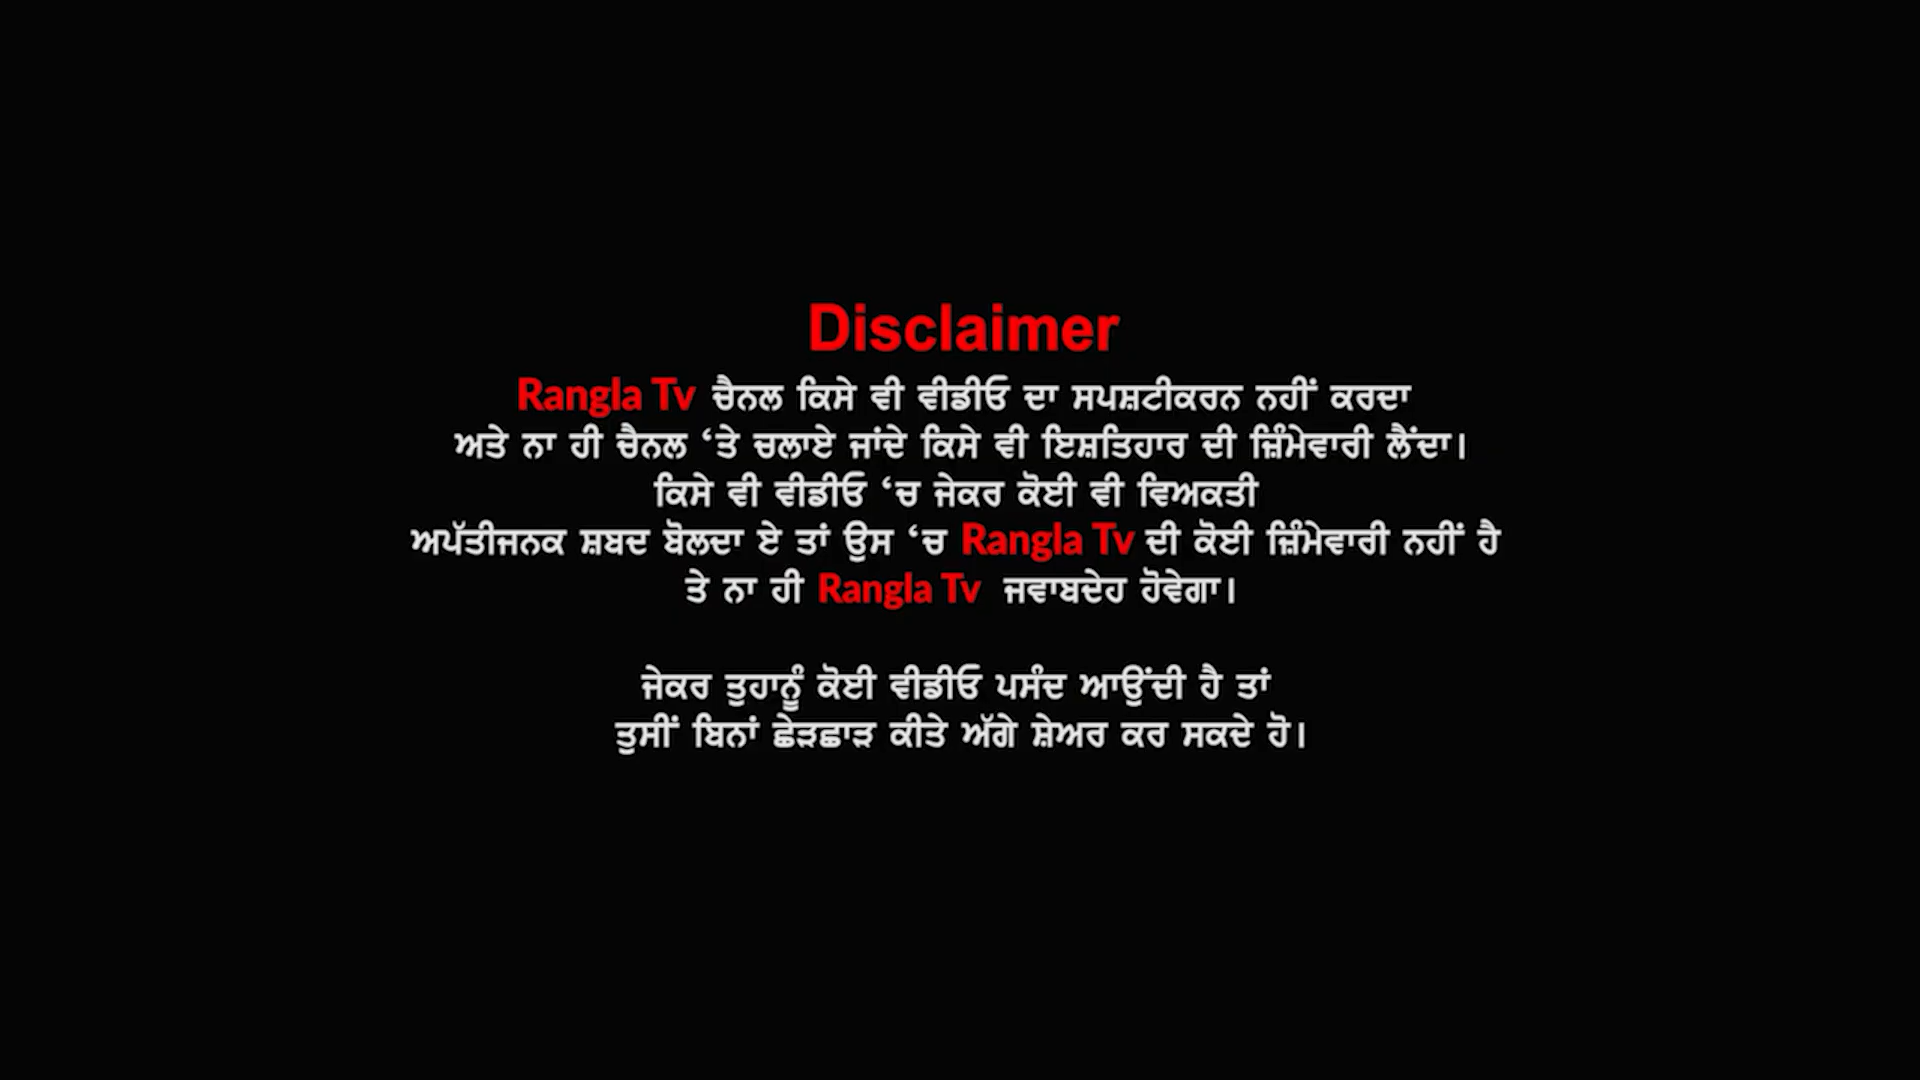 Disclaimer
Rangla Tv ਚੈਨਲ ਕਿਸੇ ਵੀ ਵੀਡੀਓ ਦਾ ਸਪਸ਼ਟੀਕਰਨ ਨਹੀਂ ਕਰਦਾ
ਅਤੇ ਨਾ ਹੀ ਚੈਨਲ ‘ਤੇ ਚਲਾਏ ਜਾਂਦੇ ਕਿਸੇ ਵੀ ਇਸ਼ਤਿਹਾਰ ਦੀ ਜ਼ਿੰਮੇਵਾਰੀ ਲੈਂਦਾ।
ਕਿਸੇ ਵੀ ਵੀਡੀਓ ‘ਚ ਜੇਕਰ ਕੋਈ ਵੀ ਵਿਅਕਤੀ
ਅਪੱਤੀਜਨਕ ਸ਼ਬਦ ਬੋਲਦਾ ਏ ਤਾਂ ਉਸ ‘ਚ Rangla Tv ਦੀ ਕੋਈ ਜ਼ਿੰਮੇਵਾਰੀ ਨਹੀਂ ਹੈ
ਤੇ ਨਾ ਹੀ Rangla Tv ਜਵਾਬਦੇਹ ਹੋਵੇਗਾ।
ਜੇਕਰ ਤੁਹਾਨੂੰ ਕੋਈ ਵੀਡੀਓ ਪਸੰਦ ਆਉਂਦੀ ਹੈ ਤਾਂ
ਤੁਸੀਂ ਬਿਨਾਂ ਛੇੜਛਾੜ ਕੀਤੇ ਅੱਗੇ ਸ਼ੇਅਰ ਕਰ ਸਕਦੇ ਹੋ।